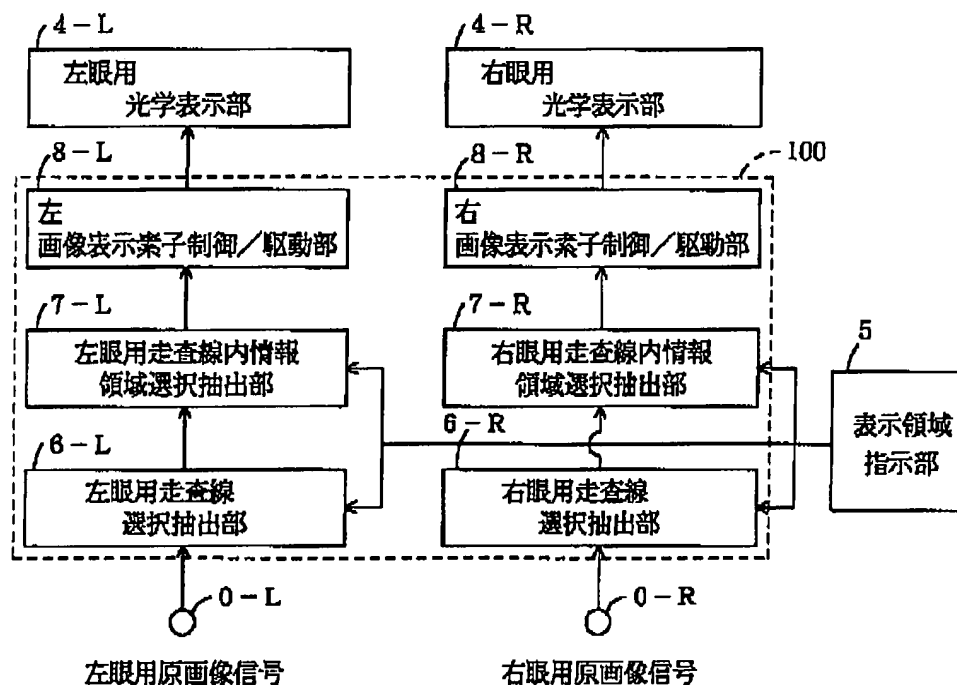 4-L
4-R
左眼用
光学表示部
右眼用
光学表示部
8-L
8-R
100
左
画像表示素子制御/駆動部
右
画像表示素子制御/駆動部
7-L
7-R
左眼用走査線内情報
領域選択抽出部
右眼用走査線内情報
領域選択抽出部
5
表示領域
指示部
6-L
6-R
左眼用走査線
選択抽出部
右眼用走査線
選択抽出部
0-L
0-R
左眼用原画像信号
右眼用原画像信号